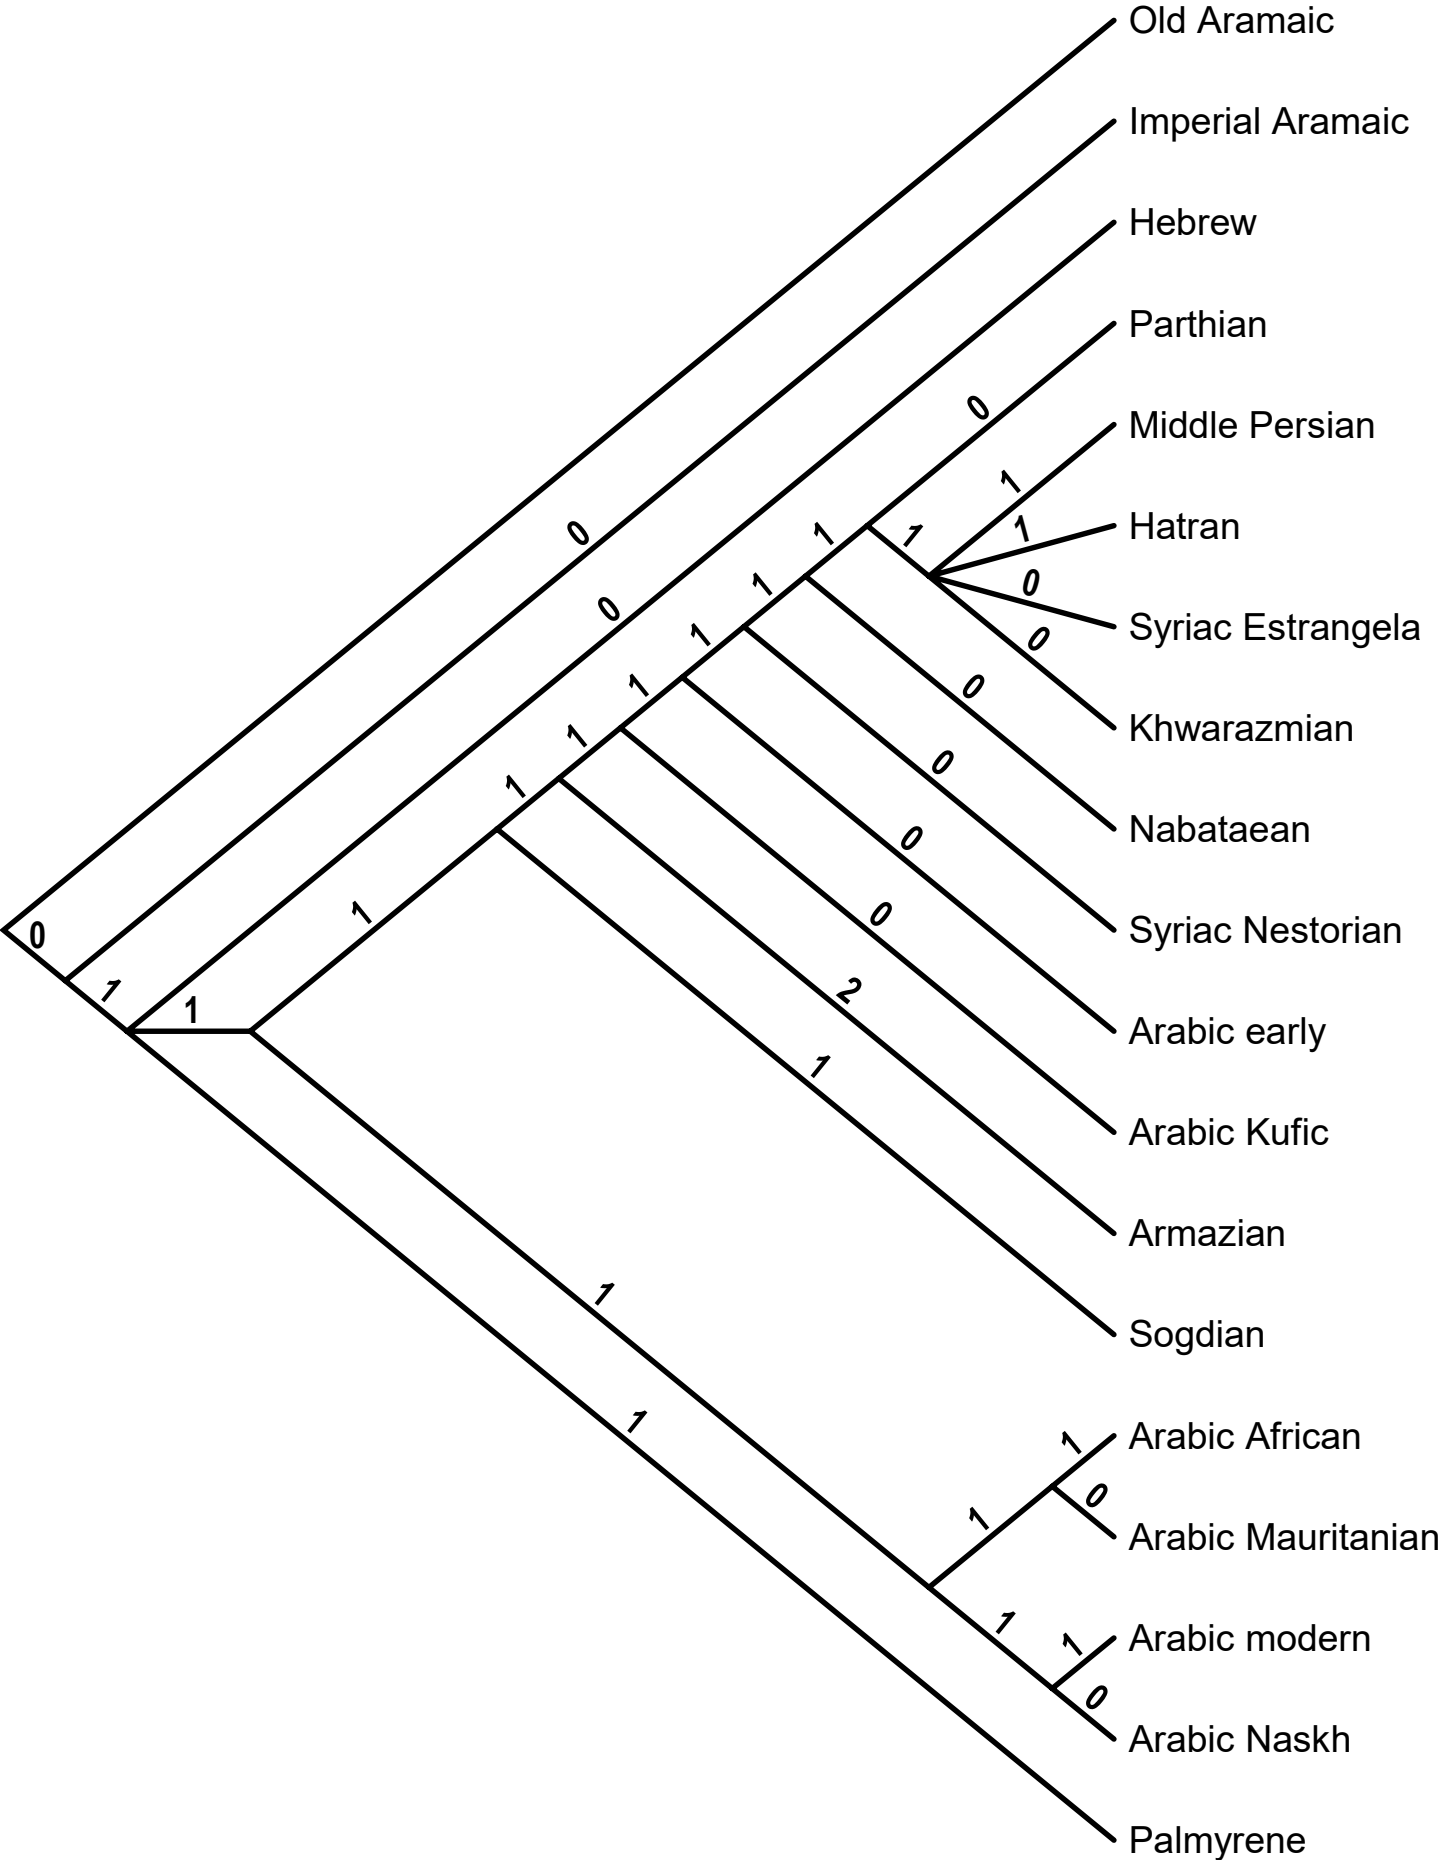 Old Aramaic
Imperial Aramaic
Hebrew
Parthian
0
Middle Persian
1
Hatran
1
0
1
1
Syriac Estrangela
0
0
1
0
1
Khwarazmian
0
1
1
Nabataean
0
1
0
1
Syriac Nestorian
0
1
0
0
1
2
1
Arabic early
1
Arabic Kufic
Armazian
1
Sogdian
1
Arabic African
1
0
1
Arabic Mauritanian
1
Arabic modern
1
0
Arabic Naskh
Palmyrene